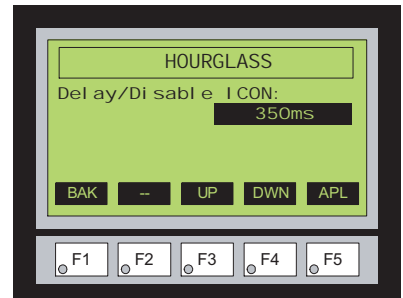 HOURGLASS
Delay/Disable ICON:
350ms
BAK -- UP DWN APL
F1 F2 F3 F4 F5